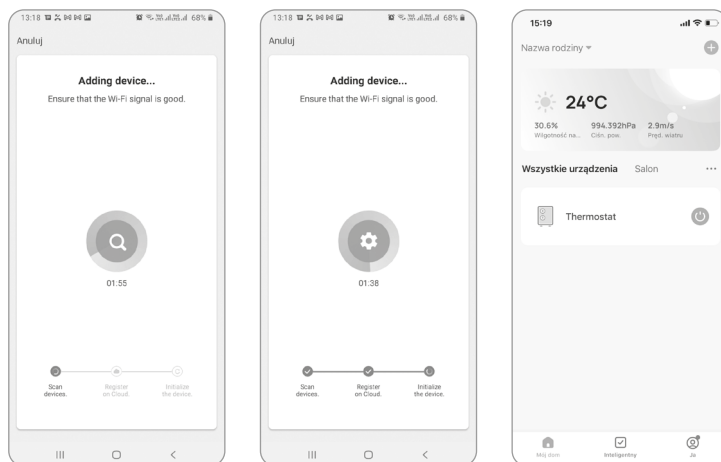 13:18 68%
Anuluj
Adding device...
Ensure that the Wi-Fi signal is good.
01:55
Scan devices.
Register on Cloud.
Initialize the device.
13:18 68%
Anuluj
Adding device...
Ensure that the Wi-Fi signal is good.
01:38
Scan devices.
Register on Cloud.
Initialize the device.
15:19
Nazwa rodziny
24°C
30.6% 994.392hPa 2.9m/s
Wilgotność na... Ciśn. pow. Pręd. wiatru
Wszystkie urządzenia Salon
Thermostat
Mój dom Inteligentny Ja